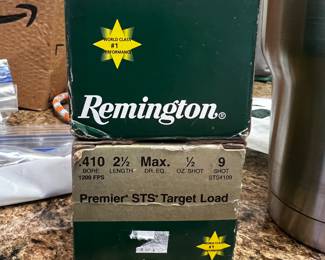 WORLD CLASS
#1
PERFORMANCE
Remington®
.410 2½ Max. ½ 9
BORE LENGTH DR. EQ. OZ. SHOT SHOT
1200 FPS STS4109
Premier® STS® Target Load
#1